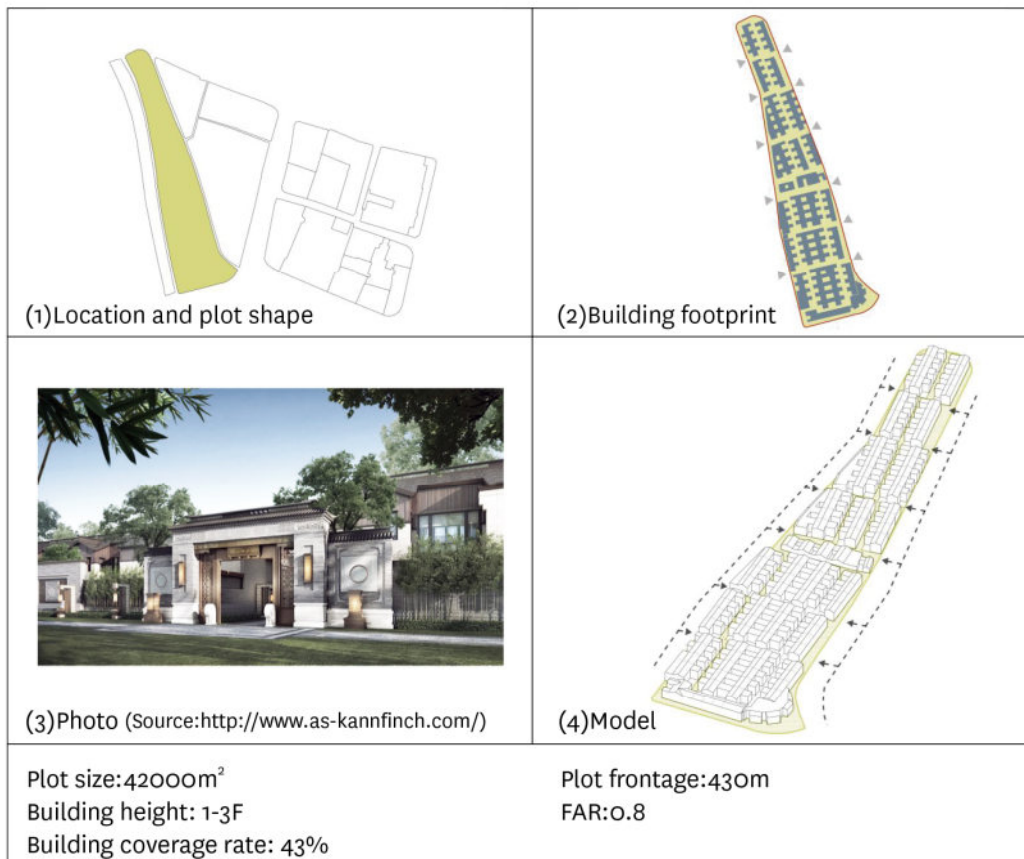 (1)Location and plot shape
(2)Building footprint
(3)Photo (Source:http://www.as-kannfinch.com/)
(4)Model
Plot size:42000m²
Building height: 1-3F
Building coverage rate: 43%
Plot frontage:430m
FAR:0.8